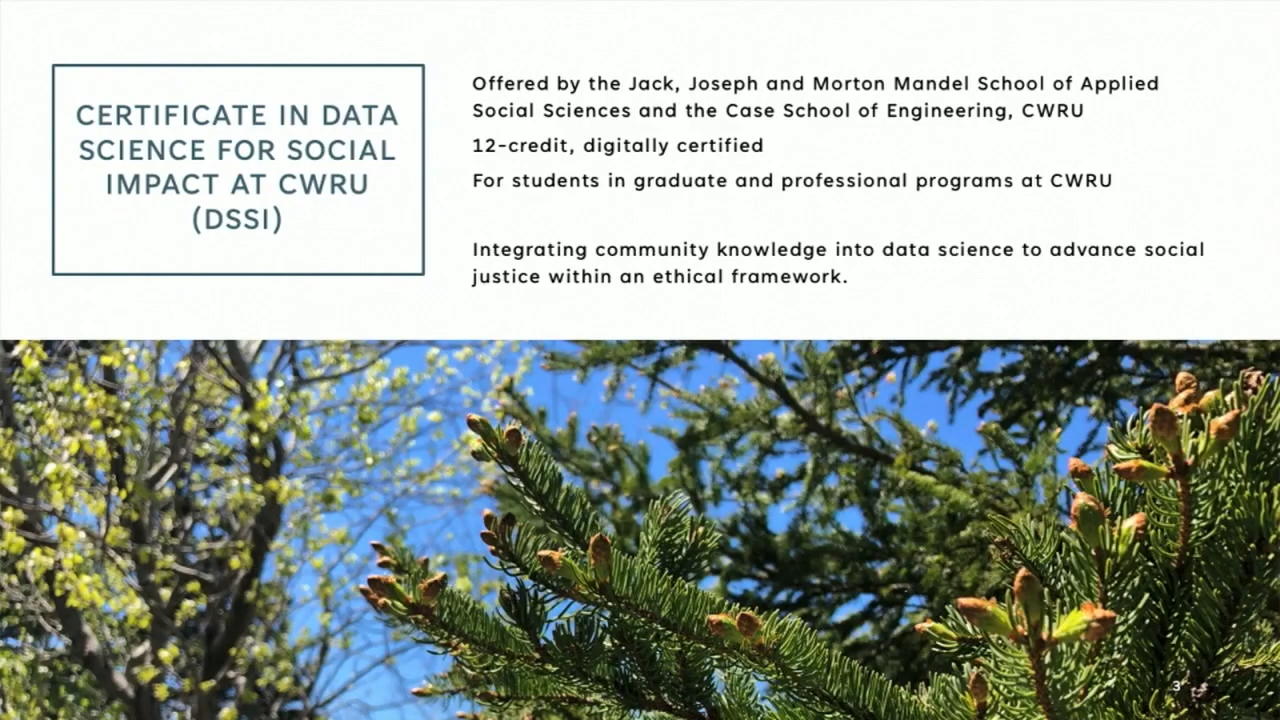 CERTIFICATE IN DATA
SCIENCE FOR SOCIAL
IMPACT AT CWRU
(DSSI)
Offered by the Jack, Joseph and Morton Mandel School of Applied
Social Sciences and the Case School of Engineering, CWRU
12-credit, digitally certified
For students in graduate and professional programs at CWRU
Integrating community knowledge into data science to advance social
justice within an ethical framework.
3